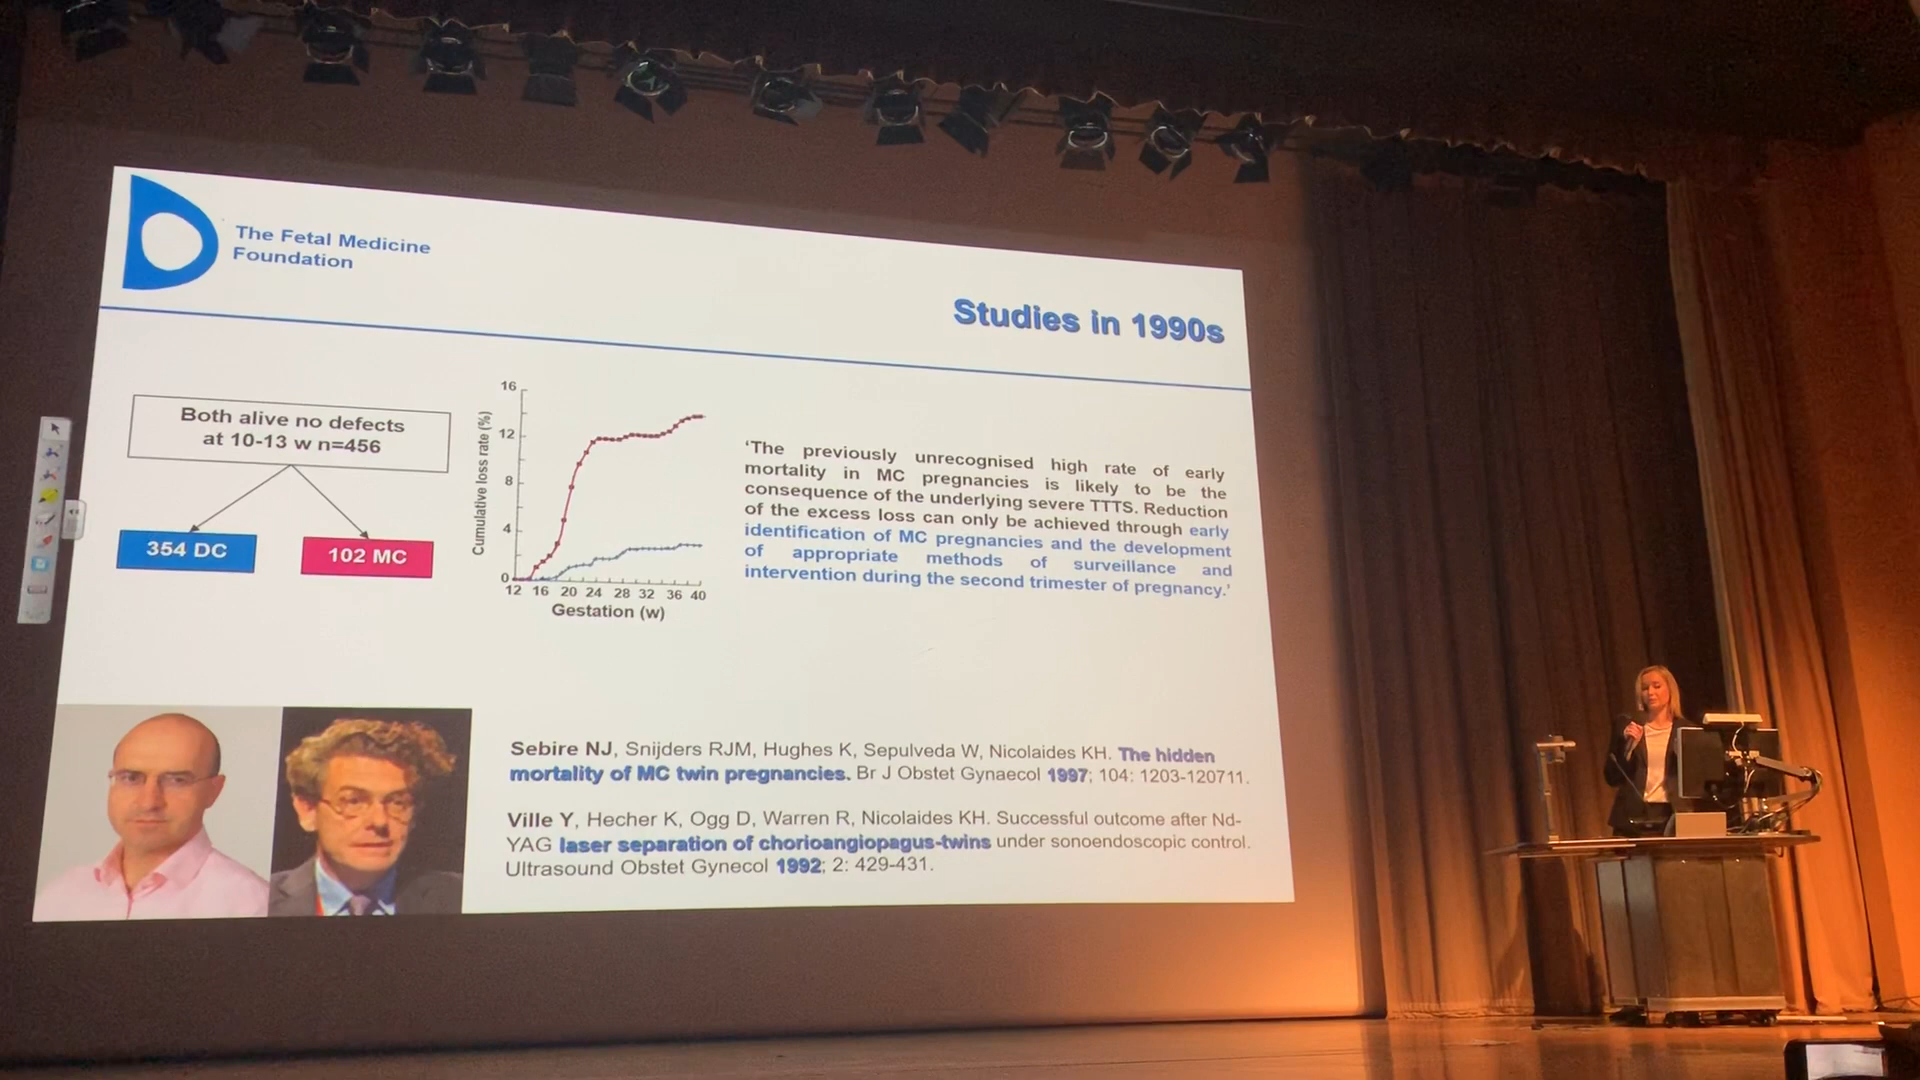 The Fetal Medicine
Foundation
Studies in 1990s
Both alive no defects
at 10-13 w n=456
354 DC
102 MC
Cumulative loss rate (%)
16
12
8
4
0
12 16 20 24 28 32 36 40
Gestation (w)
‘The previously unrecognised high rate of early
mortality in MC pregnancies is likely to be the
consequence of the underlying severe TTTS. Reduction
of the excess loss can only be achieved through early
identification of MC pregnancies and the development
of appropriate methods of surveillance and
intervention during the second trimester of pregnancy.’
Sebire NJ, Snijders RJM, Hughes K, Sepulveda W, Nicolaides KH. The hidden
mortality of MC twin pregnancies. Br J Obstet Gynaecol 1997; 104: 1203-120711.
Ville Y, Hecher K, Ogg D, Warren R, Nicolaides KH. Successful outcome after Nd-
YAG laser separation of chorioangiopagus-twins under sonoendoscopic control.
Ultrasound Obstet Gynecol 1992; 2: 429-431.